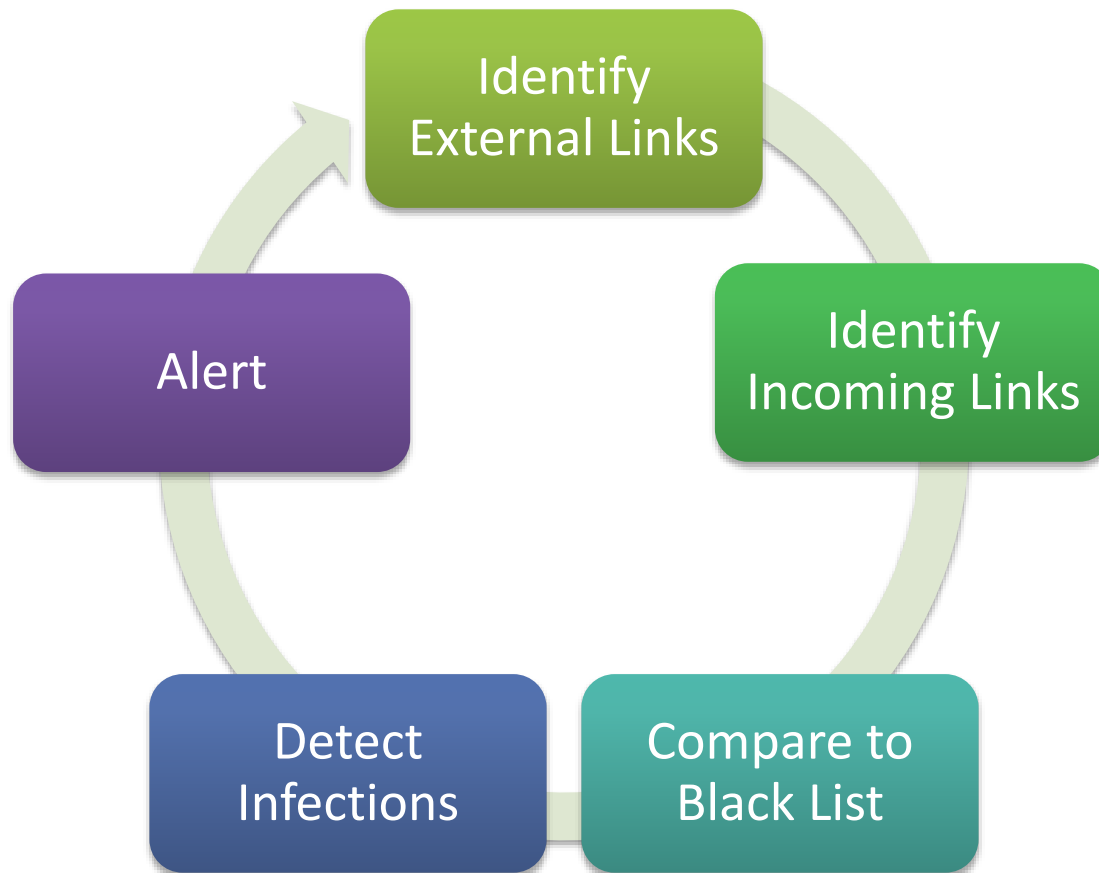 Identify
External Links
Identify
Incoming Links
Compare to
Black List
Detect
Infections
Alert